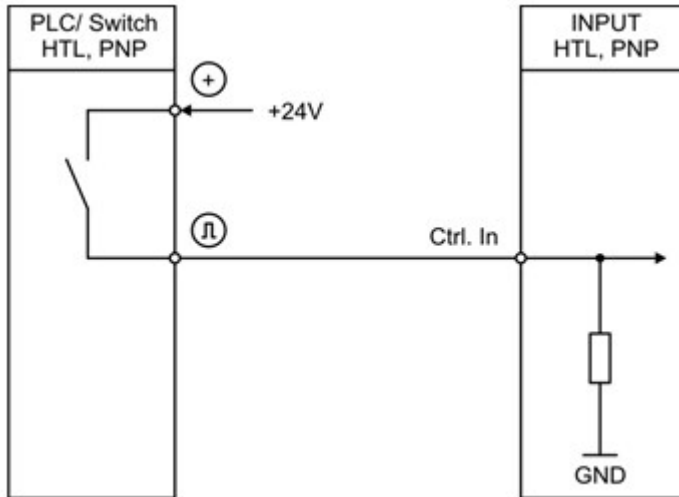 PLC/ Switch
HTL, PNP
INPUT
HTL, PNP
+
+24V
Ctrl. In
GND